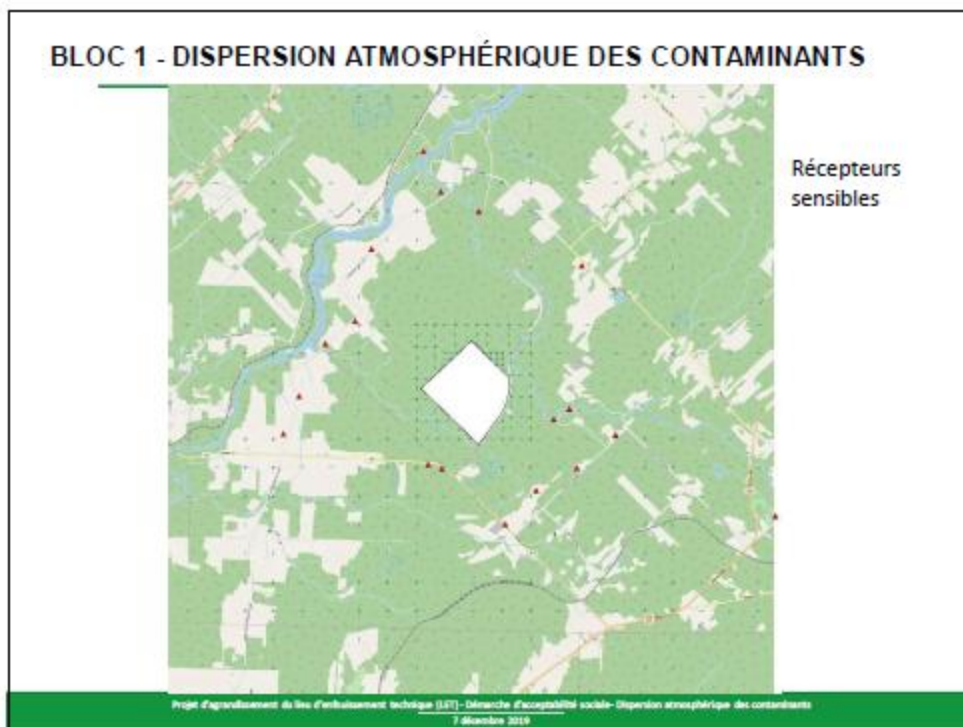 BLOC 1 - DISPERSION ATMOSPHÉRIQUE DES CONTAMINANTS
Récepteurs
sensibles
Projet d'agrandissement du lieu d'enfouissement technique (LET) - Démarche d'acceptabilité sociale- Dispersion atmosphérique des contaminants
7 décembre 2019